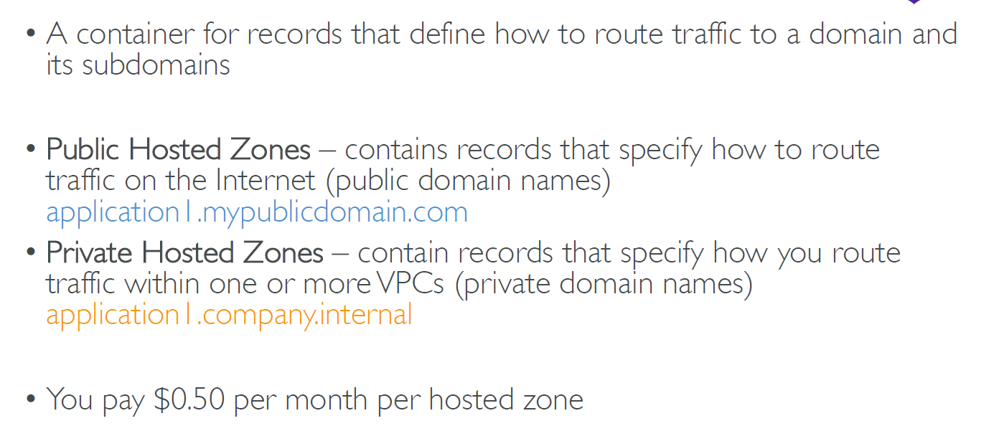 • A container for records that define how to route traffic to a domain and
its subdomains
• Public Hosted Zones – contains records that specify how to route
traffic on the Internet (public domain names)
application1.mypublicdomain.com
• Private Hosted Zones – contain records that specify how you route
traffic within one or more VPCs (private domain names)
application1.company.internal
• You pay $0.50 per month per hosted zone